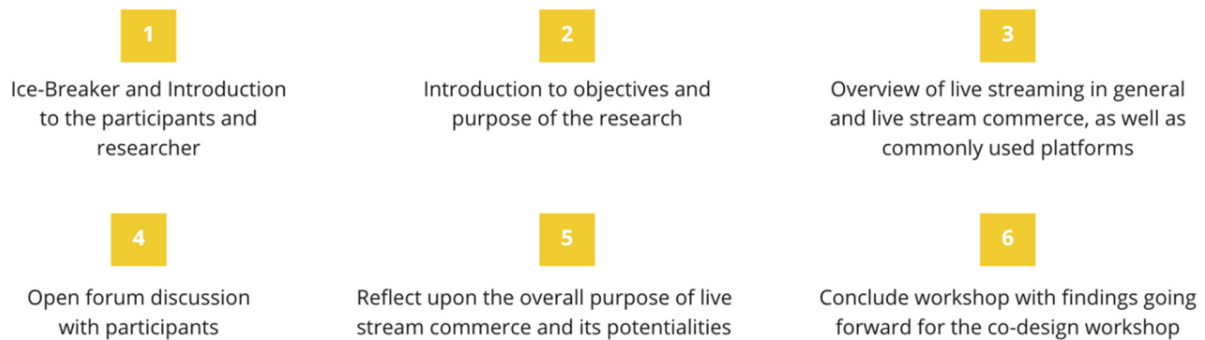 1
Ice-Breaker and Introduction
to the participants and
researcher
2
Introduction to objectives and
purpose of the research
3
Overview of live streaming in general
and live stream commerce, as well as
commonly used platforms
4
Open forum discussion
with participants
5
Reflect upon the overall purpose of live
stream commerce and its potentialities
6
Conclude workshop with findings going
forward for the co-design workshop